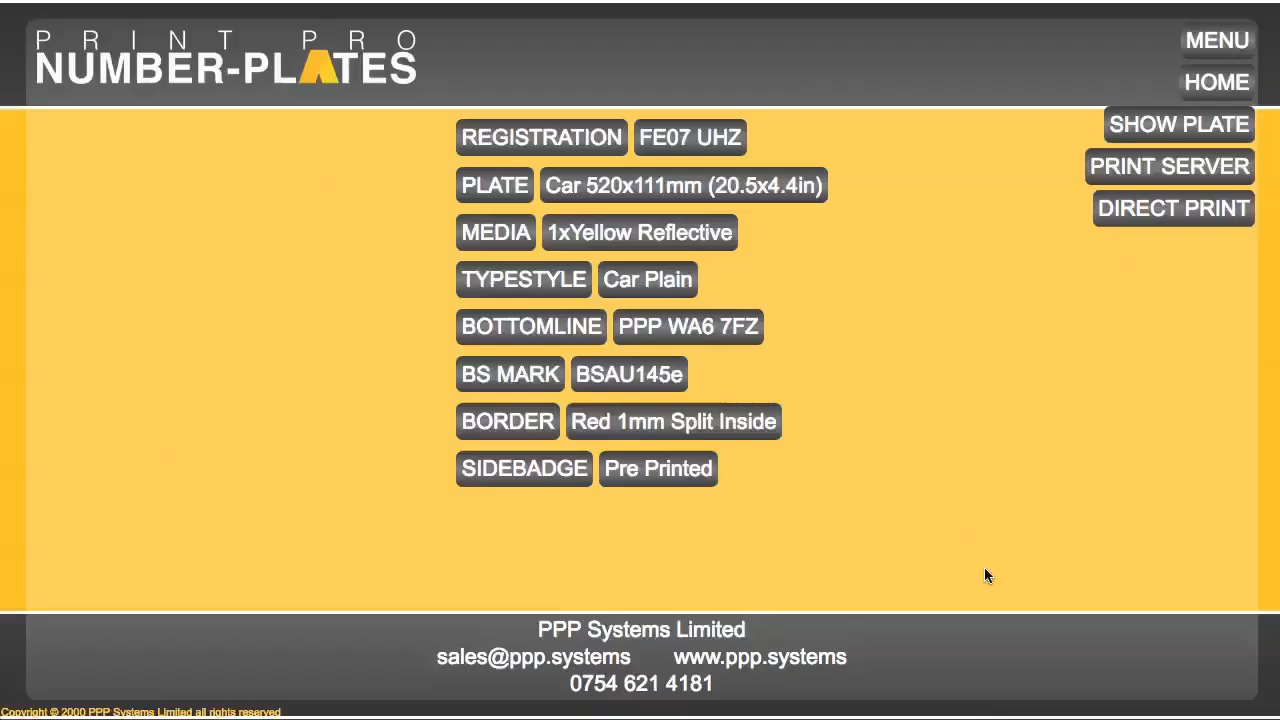 PRINT PRO
NUMBER-PLATES
MENU
HOME
SHOW PLATE
PRINT SERVER
DIRECT PRINT
REGISTRATION FE07 UHZ
PLATE Car 520x111mm (20.5x4.4in)
MEDIA 1xYellow Reflective
TYPESTYLE Car Plain
BOTTOMLINE PPP WA6 7FZ
BS MARK BSAU145e
BORDER Red 1mm Split Inside
SIDEBADGE Pre Printed
PPP Systems Limited
sales@ppp.systems www.ppp.systems
0754 621 4181
Copyright © 2000 PPP Systems Limited all rights reserved